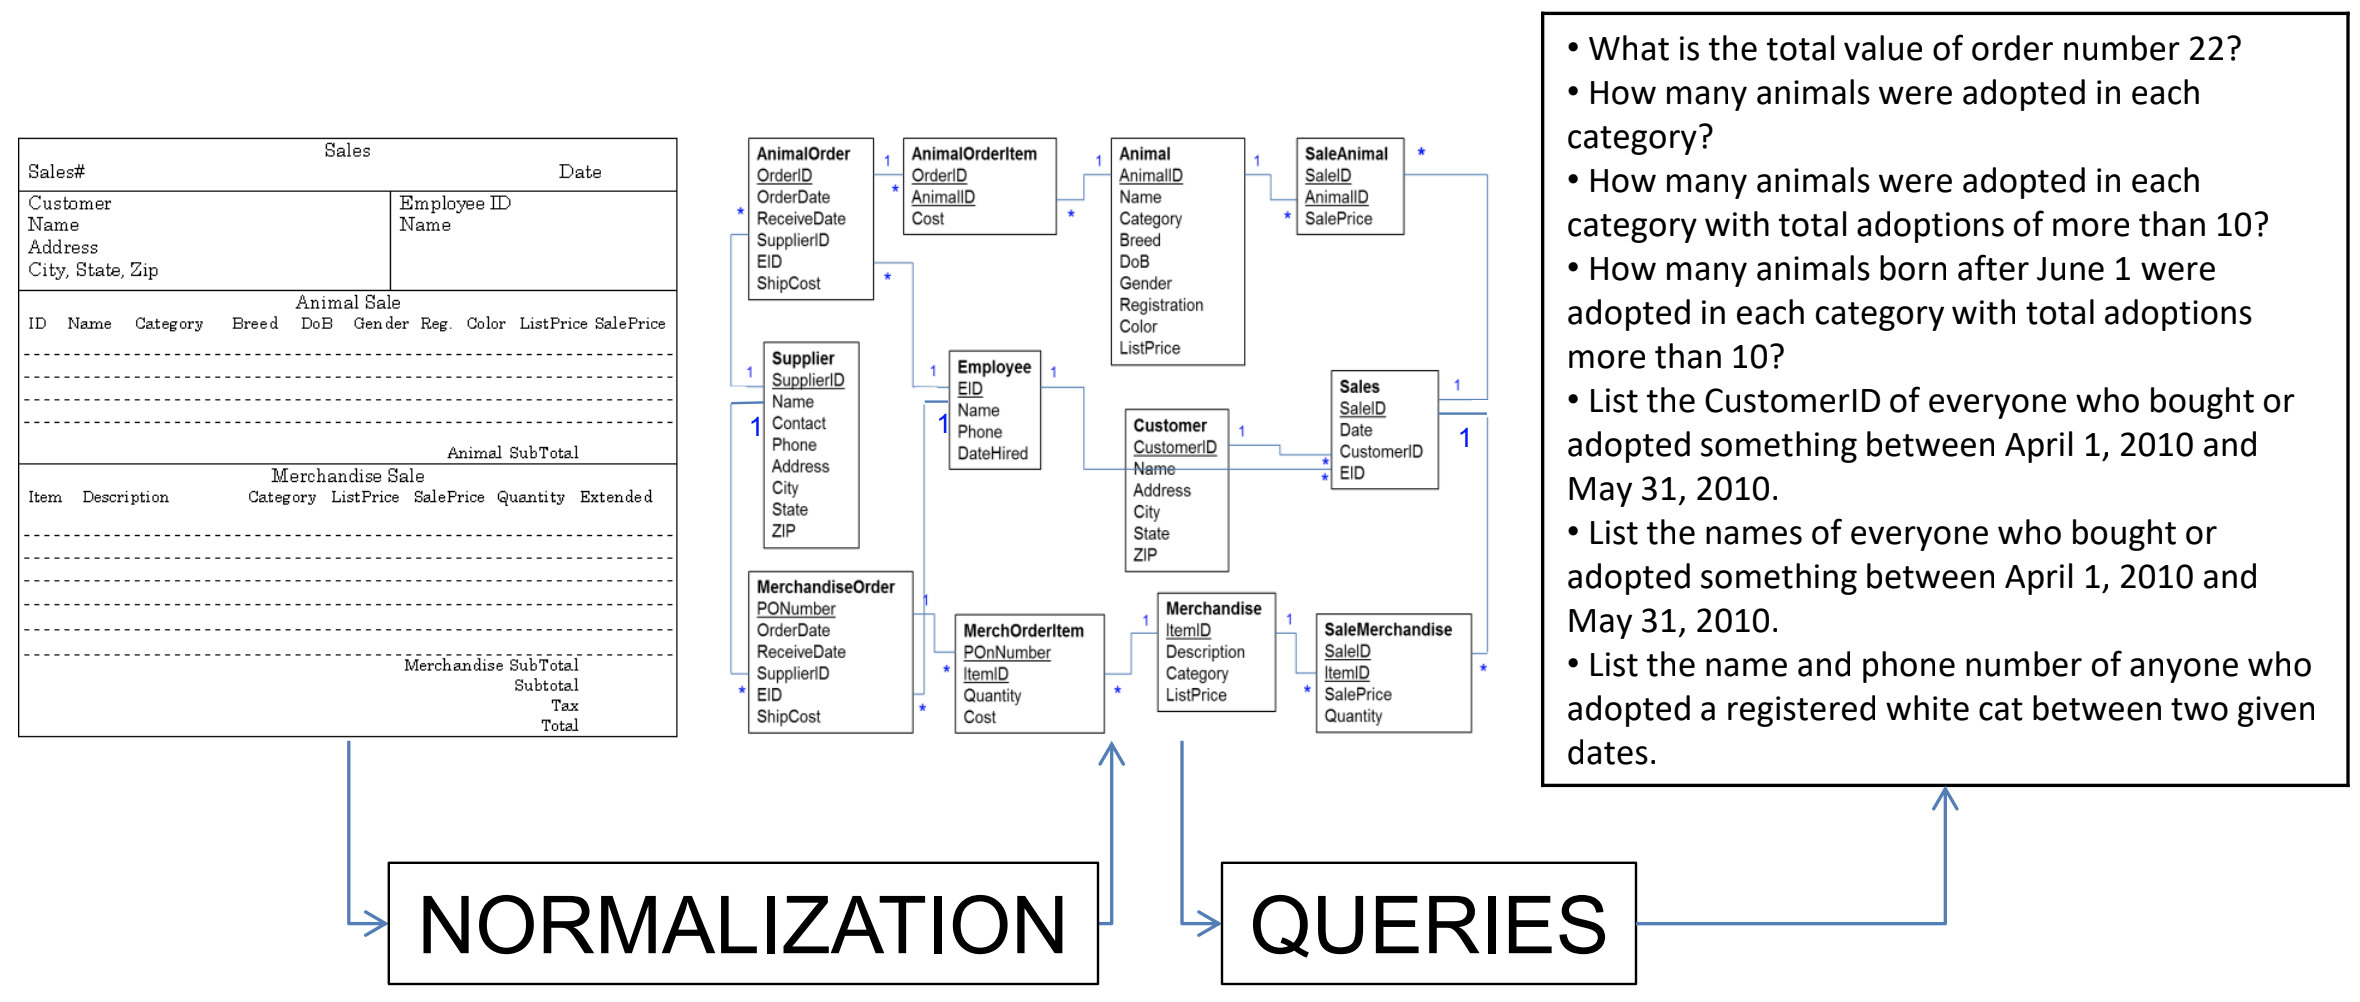 Sales
Sales# Date
Customer
Name
Address
City, State, Zip
Employee ID
Name
Animal Sale
ID Name Category Breed DoB Gender Reg. Color ListPrice SalePrice
Animal SubTotal
Merchandise Sale
Item Description Category ListPrice SalePrice Quantity Extended
Merchandise SubTotal
Subtotal
Tax
Total
AnimalOrder
OrderID
OrderDate
ReceiveDate
SupplierID
EID
ShipCost
1
*
*
*
AnimalOrderItem
OrderID
AnimalID
Cost
1
*
Animal
AnimalID
Name
Category
Breed
DoB
Gender
Registration
Color
ListPrice
1
*
SaleAnimal
SaleID
AnimalID
SalePrice
*
Supplier
SupplierID
Name
Contact
Phone
Address
City
State
ZIP
1
1
Employee
EID
Name
Phone
DateHired
1
1
1
Customer
CustomerID
Name
Address
City
State
ZIP
1
*
*
Sales
SaleID
Date
CustomerID
EID
1
1
MerchandiseOrder
PONumber
OrderDate
ReceiveDate
SupplierID
EID
ShipCost
1
*
*
*
MerchOrderItem
POnNumber
ItemID
Quantity
Cost
1
*
Merchandise
ItemID
Description
Category
ListPrice
1
*
SaleMerchandise
SaleID
ItemID
SalePrice
Quantity
*
• What is the total value of order number 22?
• How many animals were adopted in each
category?
• How many animals were adopted in each
category with total adoptions of more than 10?
• How many animals born after June 1 were
adopted in each category with total adoptions
more than 10?
• List the CustomerID of everyone who bought or
adopted something between April 1, 2010 and
May 31, 2010.
• List the names of everyone who bought or
adopted something between April 1, 2010 and
May 31, 2010.
• List the name and phone number of anyone who
adopted a registered white cat between two given
dates.
NORMALIZATION
QUERIES